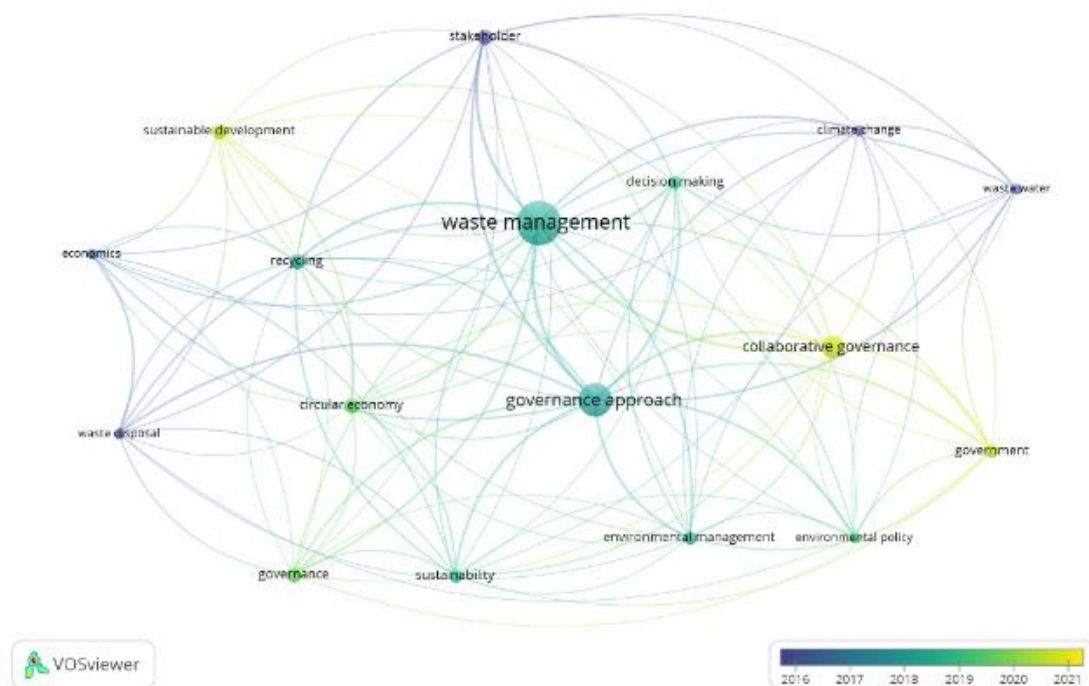 stakeholder
sustainable development
climate change
decision making
waste water
waste management
economics
recycling
collaborative governance
governance approach
circular economy
waste disposal
government
environmental management
environmental policy
governance
sustainability
VOSviewer
2016 2017 2018 2019 2020 2021